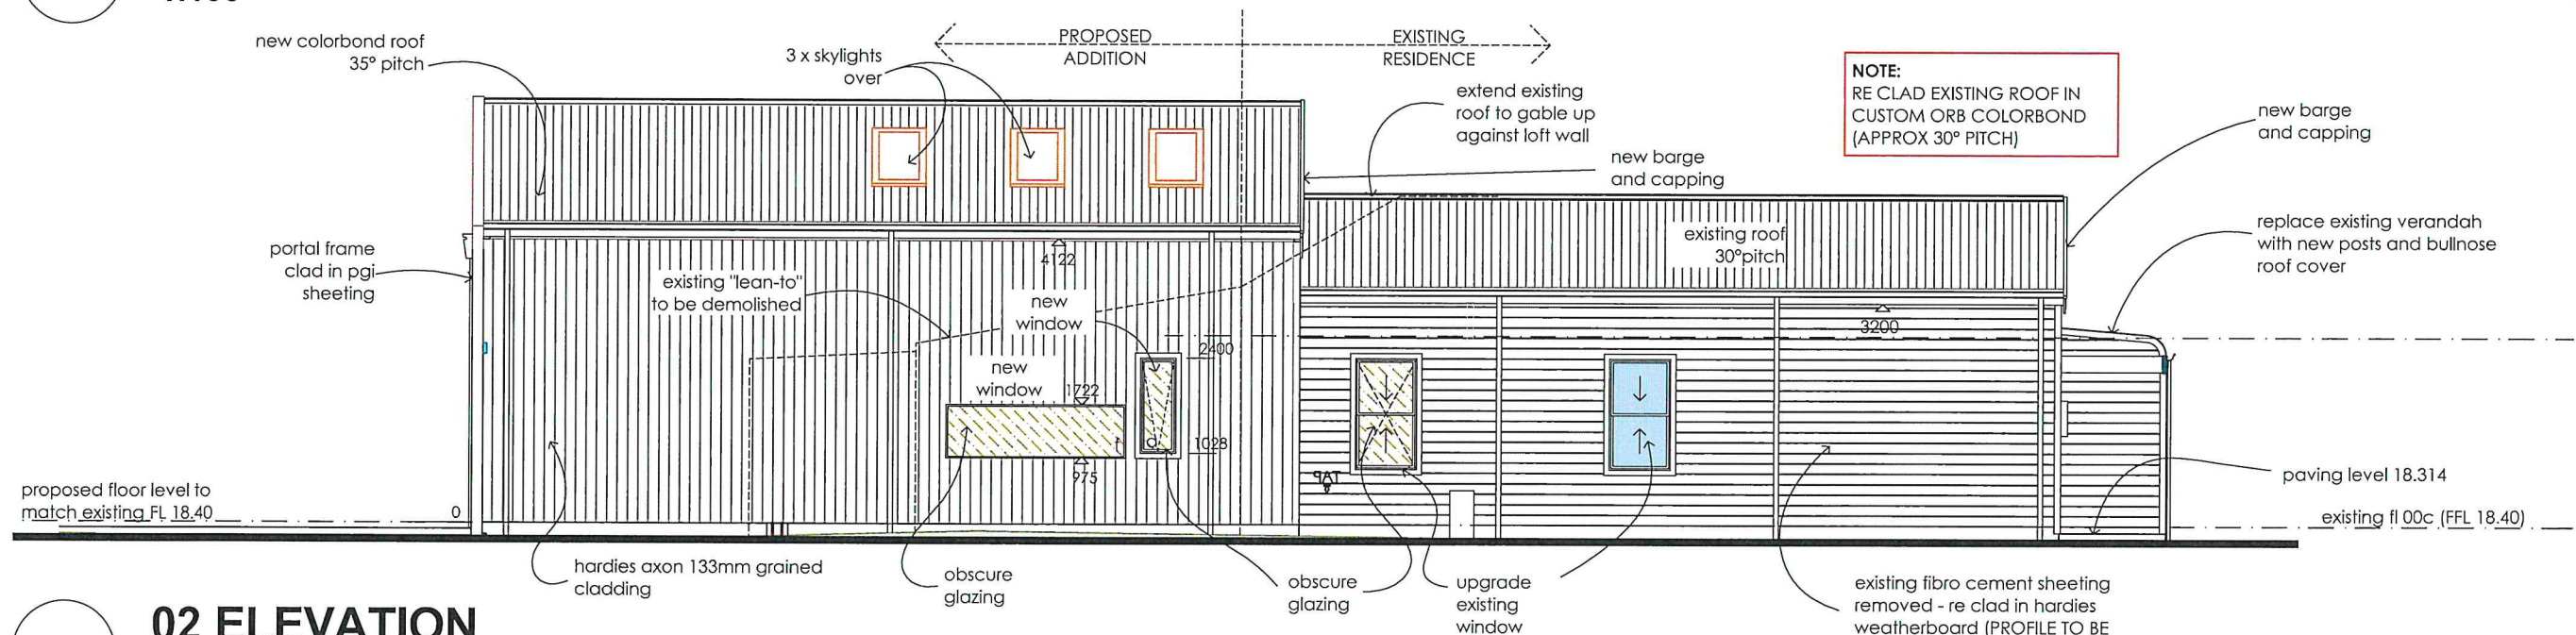 new colorbond roof
35° pitch
3 x skylights
over
PROPOSED
ADDITION
EXISTING
RESIDENCE
extend existing
roof to gable up
against loft wall
new barge
and capping
NOTE:
RE CLAD EXISTING ROOF IN
CUSTOM ORB COLORBOND
(APPROX 30° PITCH)
new barge
and capping
replace existing verandah
with new posts and bullnose
roof cover
portal frame
clad in pgi
sheeting
existing "lean-to"
to be demolished
4122
new
window
existing roof
30°pitch
3200
2400
new
window
1722
1028
975
TAP
proposed floor level to
match existing FL 18.40
0
paving level 18.314
existing fl 00c (FFL 18.40)
hardies axon 133mm grained
cladding
obscure
glazing
obscure
glazing
upgrade
existing
window
existing fibro cement sheeting
removed - re clad in hardies
weatherboard (PROFILE TO BE
02 ELEVATION